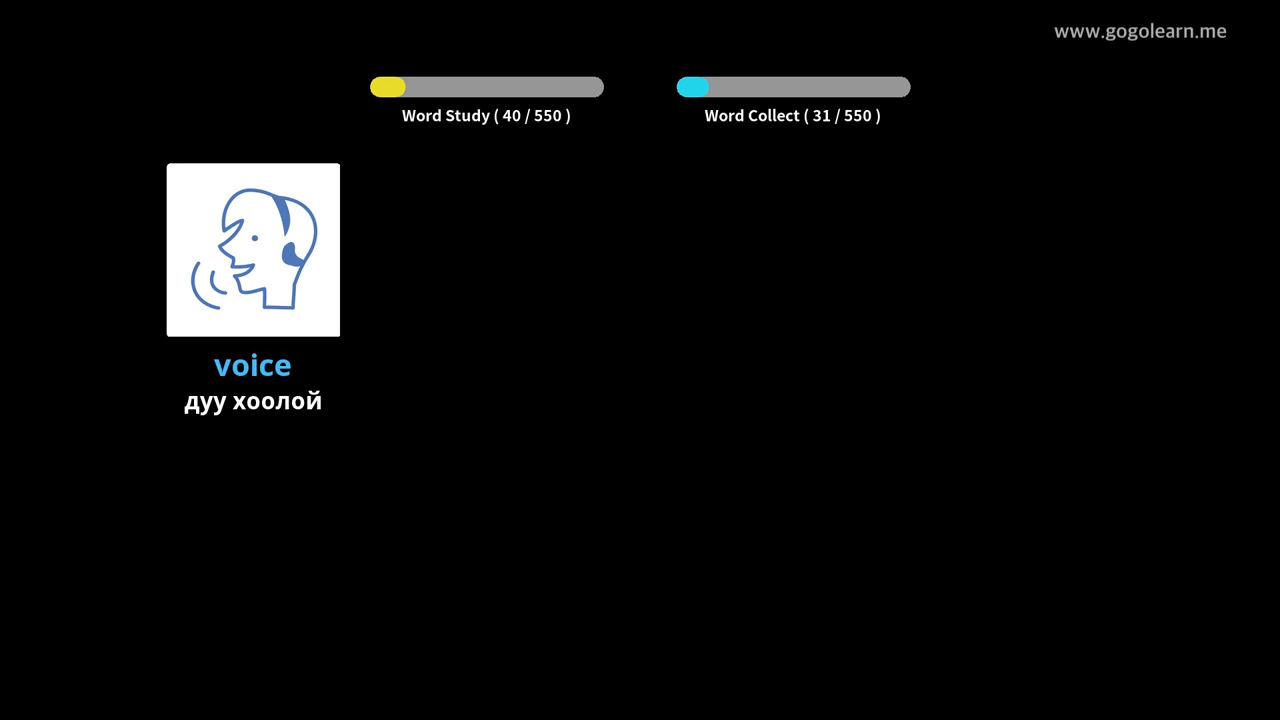 www.gogolearn.me
Word Study ( 40 / 550 )
Word Collect ( 31 / 550 )
voice
дуу хоолой